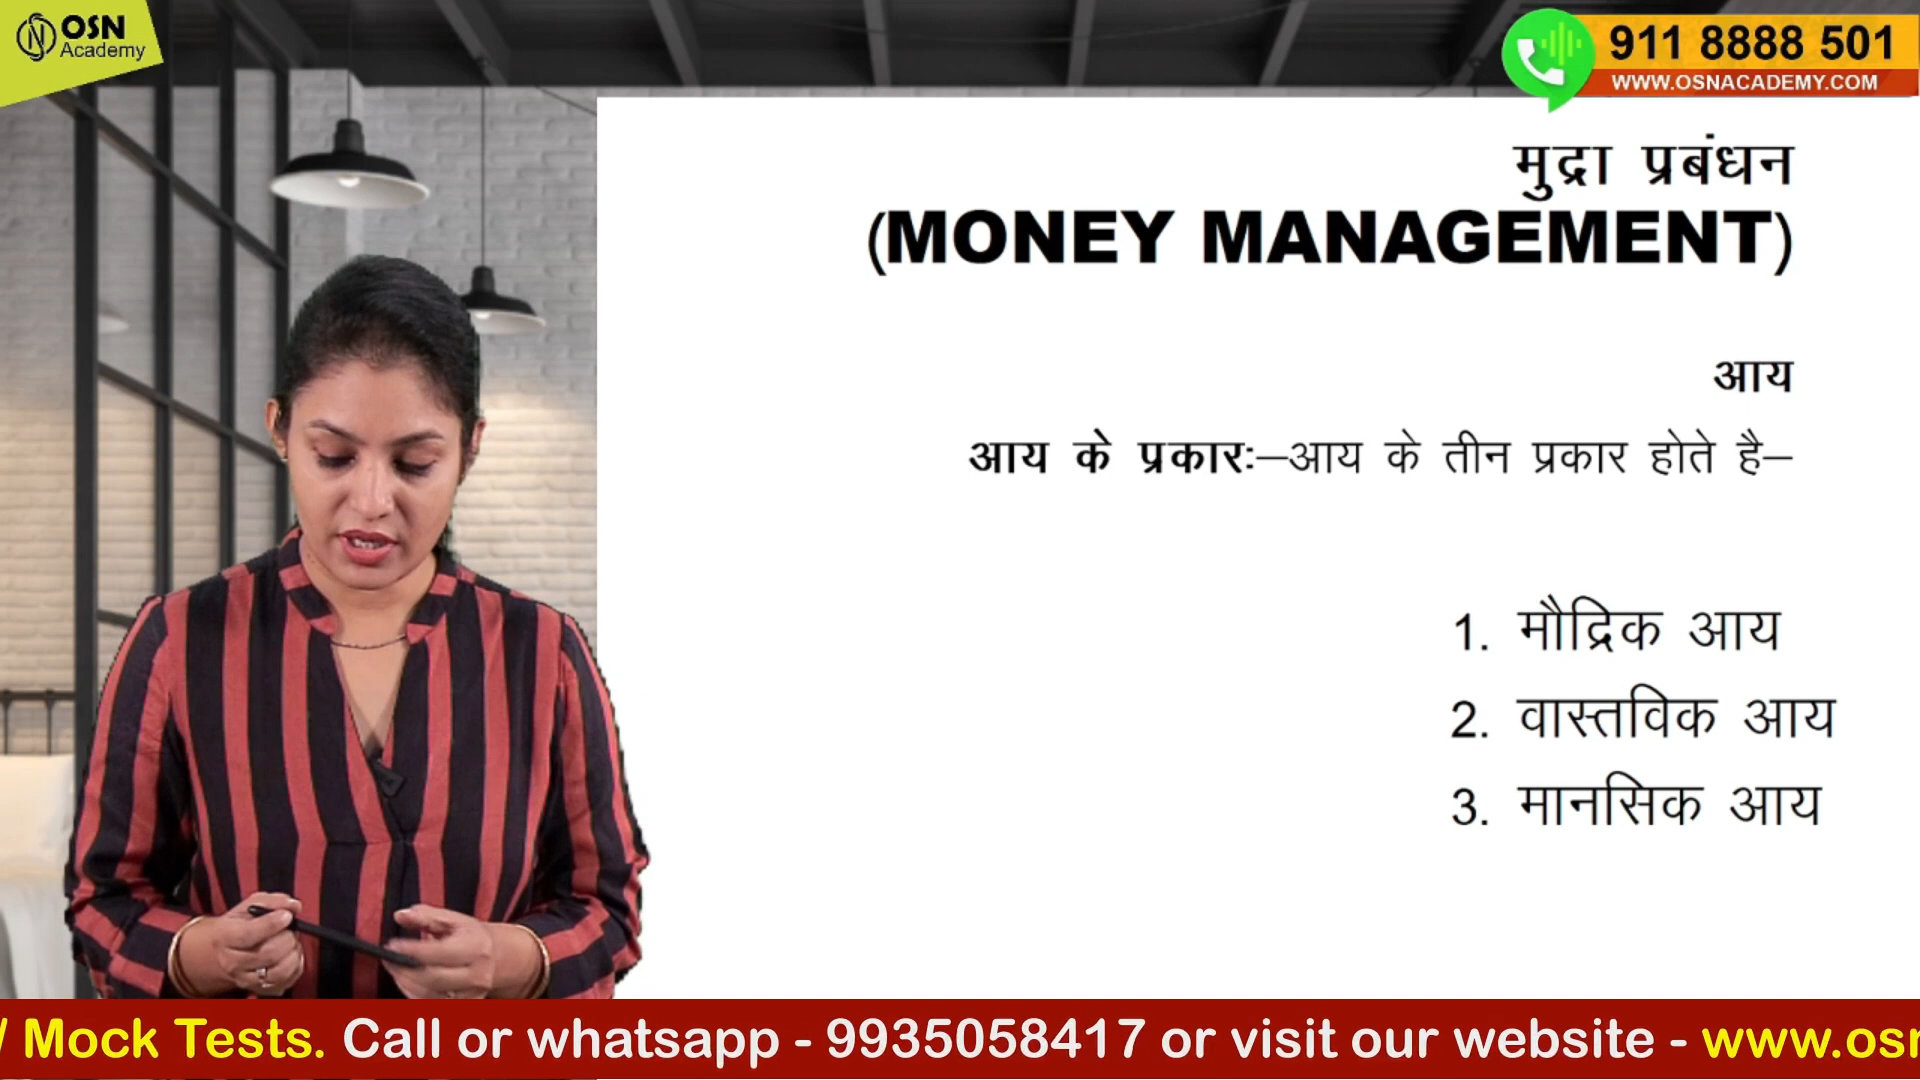 OSN
Academy
911 8888 501
WWW.OSNACADEMY.COM
मुद्रा प्रबंधन
(MONEY MANAGEMENT)
आय
आय के प्रकारः–आय के तीन प्रकार होते है–
1. मौद्रिक आय
2. वास्तविक आय
3. मानसिक आय
/ Mock Tests. Call or whatsapp - 9935058417 or visit our website - www.osn